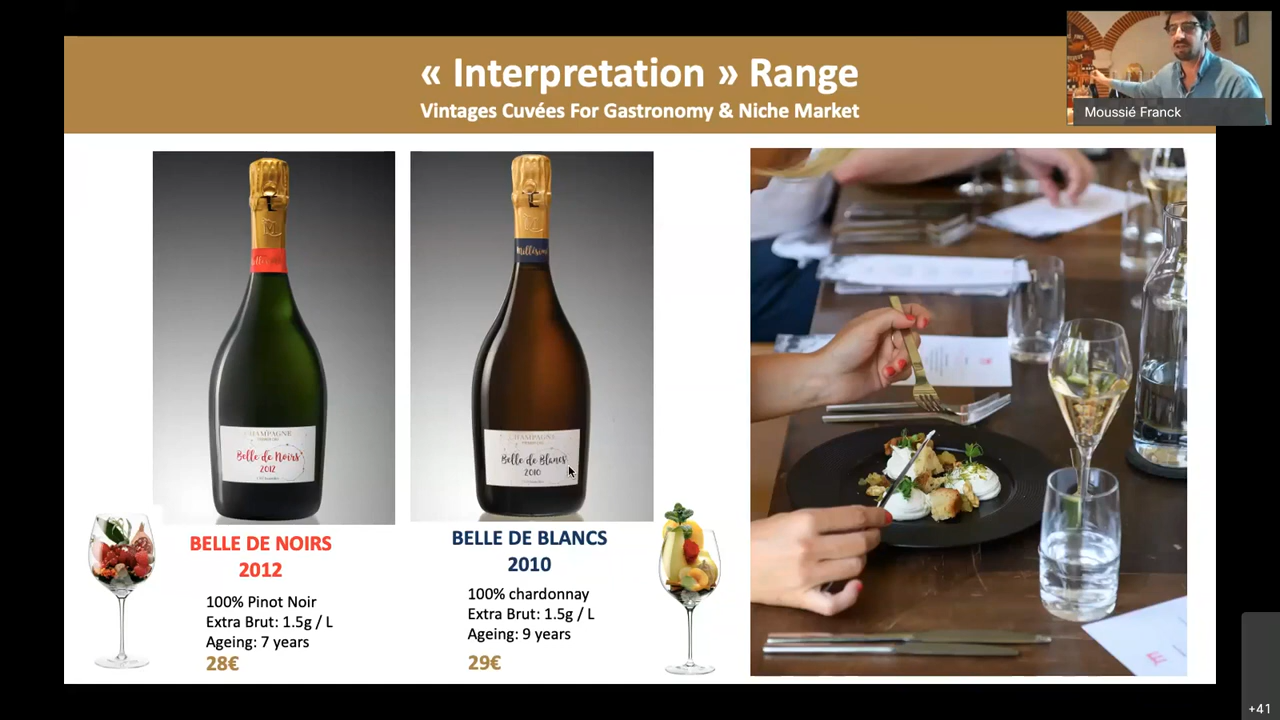 « Interpretation » Range
Vintages Cuvées For Gastronomy & Niche Market
Moussié Franck
Millésime
CHAMPAGNE
Belle de Noirs
2012
CHAMPAGNE
Belle de Blancs
2010
BELLE DE NOIRS
2012
100% Pinot Noir
Extra Brut: 1.5g / L
Ageing: 7 years
28€
BELLE DE BLANCS
2010
100% chardonnay
Extra Brut: 1.5g / L
Ageing: 9 years
29€
+41